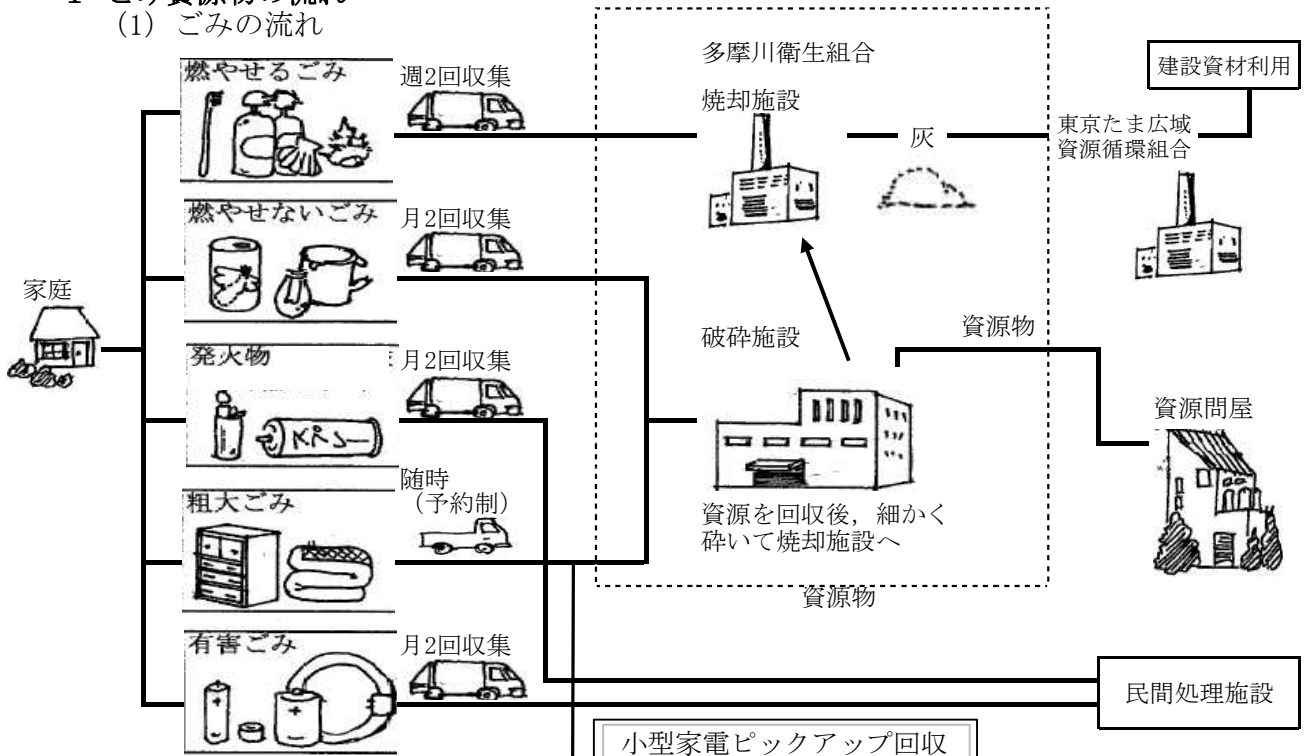 (1) ごみの流れ
燃やせるごみ
週2回収集
多摩川衛生組合
焼却施設
灰
東京たま広域
資源循環組合
建設資材利用
燃やせないごみ
月2回収集
家庭
発火物
月2回収集
破砕施設
資源物
資源問屋
粗大ごみ
随時
(予約制)
資源を回収後,細かく
砕いて焼却施設へ
資源物
有害ごみ
月2回収集
民間処理施設
小型家電ピックアップ回収